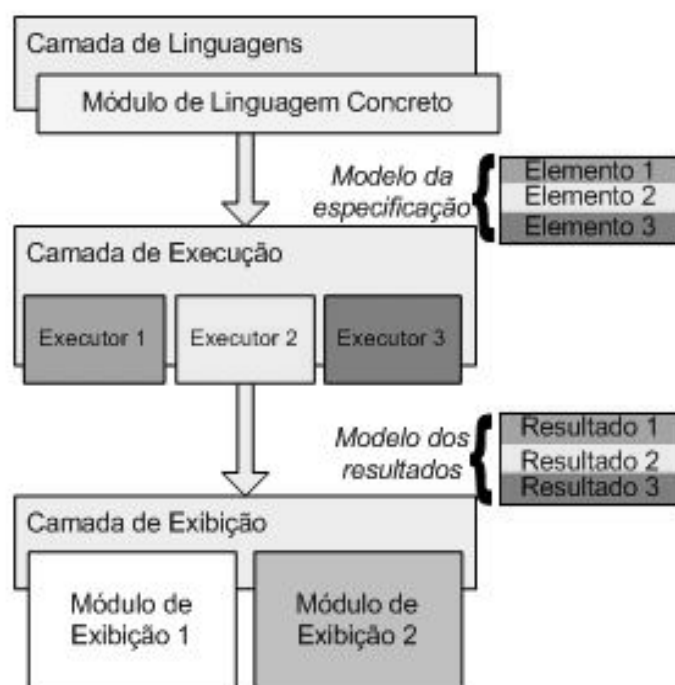 Camada de Linguagens
Módulo de Linguagem Concreto
Modelo da
especificação
Elemento 1
Elemento 2
Elemento 3
Camada de Execução
Executor 1
Executor 2
Executor 3
Modelo dos
resultados
Resultado 1
Resultado 2
Resultado 3
Camada de Exibição
Módulo de
Exibição 1
Módulo de
Exibição 2